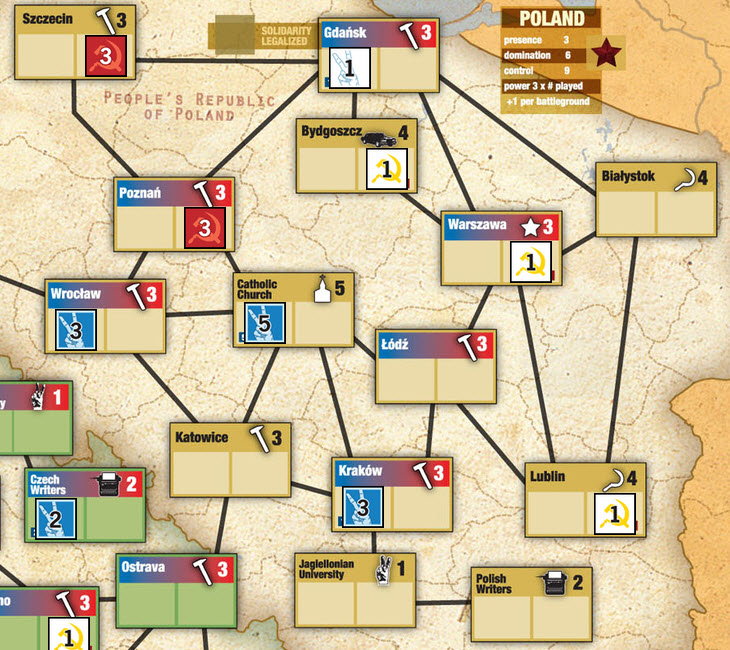 Szczecin 3
3
SOLIDARITY
LEGALIZED
Gdańsk 3
1
POLAND
presence 3
domination 6
control 9
power 3 x # played
+1 per battleground
PEOPLE'S REPUBLIC
OF POLAND
Bydgoszcz 4
1
Białystok 4
Poznań 3
3
Warszawa 3
1
Wrocław 3
3
Catholic
Church 5
5
Łódź 3
y 1
Katowice 3
Kraków 3
3
Lublin 4
1
Czech
Writers 2
2
Ostrava 3
Jagiellonian
University 1
Polish
Writers 2
no 3
1